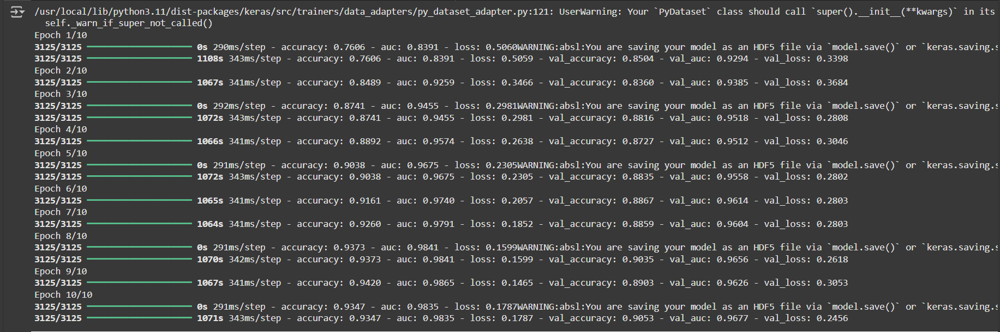 /usr/local/lib/python3.11/dist-packages/keras/src/trainers/data_adapters/py_dataset_adapter.py:121: UserWarning: Your `PyDataset` class should call `super().__init__(**kwargs)` in its
self._warn_if_super_not_called()
Epoch 1/10
3125/3125 0s 290ms/step - accuracy: 0.7606 - auc: 0.8391 - loss: 0.5060WARNING:absl:You are saving your model as an HDF5 file via `model.save()` or `keras.saving.s
3125/3125 1108s 343ms/step - accuracy: 0.7606 - auc: 0.8391 - loss: 0.5059 - val_accuracy: 0.8504 - val_auc: 0.9294 - val_loss: 0.3398
Epoch 2/10
3125/3125 1067s 341ms/step - accuracy: 0.8489 - auc: 0.9259 - loss: 0.3466 - val_accuracy: 0.8360 - val_auc: 0.9385 - val_loss: 0.3684
Epoch 3/10
3125/3125 0s 292ms/step - accuracy: 0.8741 - auc: 0.9455 - loss: 0.2981WARNING:absl:You are saving your model as an HDF5 file via `model.save()` or `keras.saving.s
3125/3125 1072s 343ms/step - accuracy: 0.8741 - auc: 0.9455 - loss: 0.2981 - val_accuracy: 0.8816 - val_auc: 0.9518 - val_loss: 0.2808
Epoch 4/10
3125/3125 1066s 341ms/step - accuracy: 0.8892 - auc: 0.9574 - loss: 0.2638 - val_accuracy: 0.8727 - val_auc: 0.9512 - val_loss: 0.3046
Epoch 5/10
3125/3125 0s 291ms/step - accuracy: 0.9038 - auc: 0.9675 - loss: 0.2305WARNING:absl:You are saving your model as an HDF5 file via `model.save()` or `keras.saving.s
3125/3125 1072s 343ms/step - accuracy: 0.9038 - auc: 0.9675 - loss: 0.2305 - val_accuracy: 0.8835 - val_auc: 0.9558 - val_loss: 0.2802
Epoch 6/10
3125/3125 1065s 341ms/step - accuracy: 0.9161 - auc: 0.9740 - loss: 0.2057 - val_accuracy: 0.8867 - val_auc: 0.9614 - val_loss: 0.2803
Epoch 7/10
3125/3125 1064s 341ms/step - accuracy: 0.9260 - auc: 0.9791 - loss: 0.1852 - val_accuracy: 0.8859 - val_auc: 0.9604 - val_loss: 0.2803
Epoch 8/10
3125/3125 0s 291ms/step - accuracy: 0.9373 - auc: 0.9841 - loss: 0.1599WARNING:absl:You are saving your model as an HDF5 file via `model.save()` or `keras.saving.s
3125/3125 1070s 342ms/step - accuracy: 0.9373 - auc: 0.9841 - loss: 0.1599 - val_accuracy: 0.9035 - val_auc: 0.9656 - val_loss: 0.2618
Epoch 9/10
3125/3125 1067s 341ms/step - accuracy: 0.9420 - auc: 0.9865 - loss: 0.1465 - val_accuracy: 0.8903 - val_auc: 0.9626 - val_loss: 0.3053
Epoch 10/10
3125/3125 0s 291ms/step - accuracy: 0.9347 - auc: 0.9835 - loss: 0.1787WARNING:absl:You are saving your model as an HDF5 file via `model.save()` or `keras.saving.s
3125/3125 1071s 343ms/step - accuracy: 0.9347 - auc: 0.9835 - loss: 0.1787 - val_accuracy: 0.9053 - val_auc: 0.9677 - val_loss: 0.2456